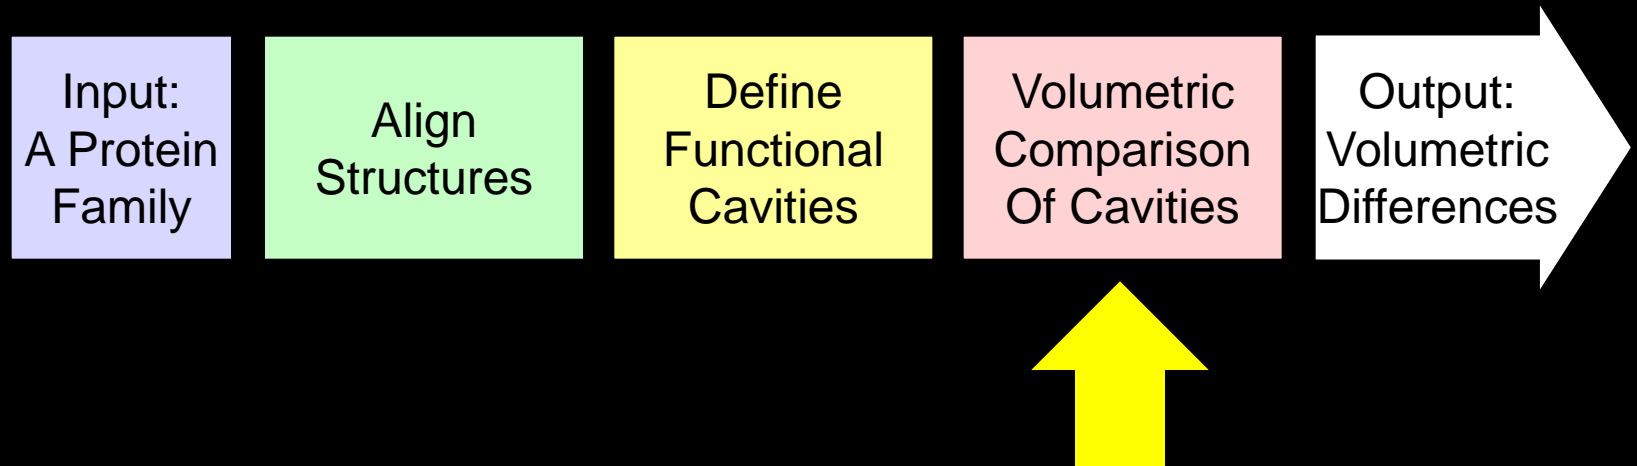 Input:
A Protein
Family
Align
Structures
Define
Functional
Cavities
Volumetric
Comparison
Of Cavities
Output:
Volumetric
Differences